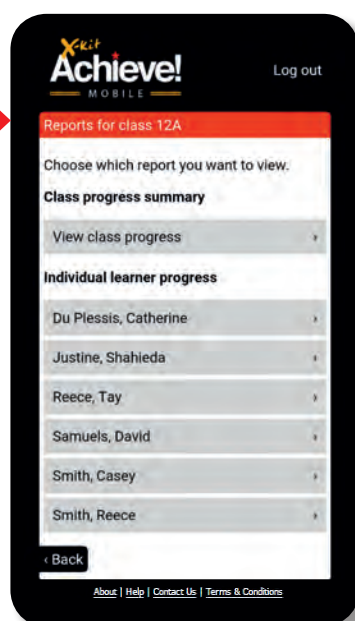 X-kit
Achieve!
MOBILE
Log out
Reports for class 12A
Choose which report you want to view.
Class progress summary
View class progress ›
Individual learner progress
Du Plessis, Catherine ›
Justine, Shahieda ›
Reece, Tay ›
Samuels, David ›
Smith, Casey ›
Smith, Reece ›
‹ Back
About | Help | Contact Us | Terms & Conditions